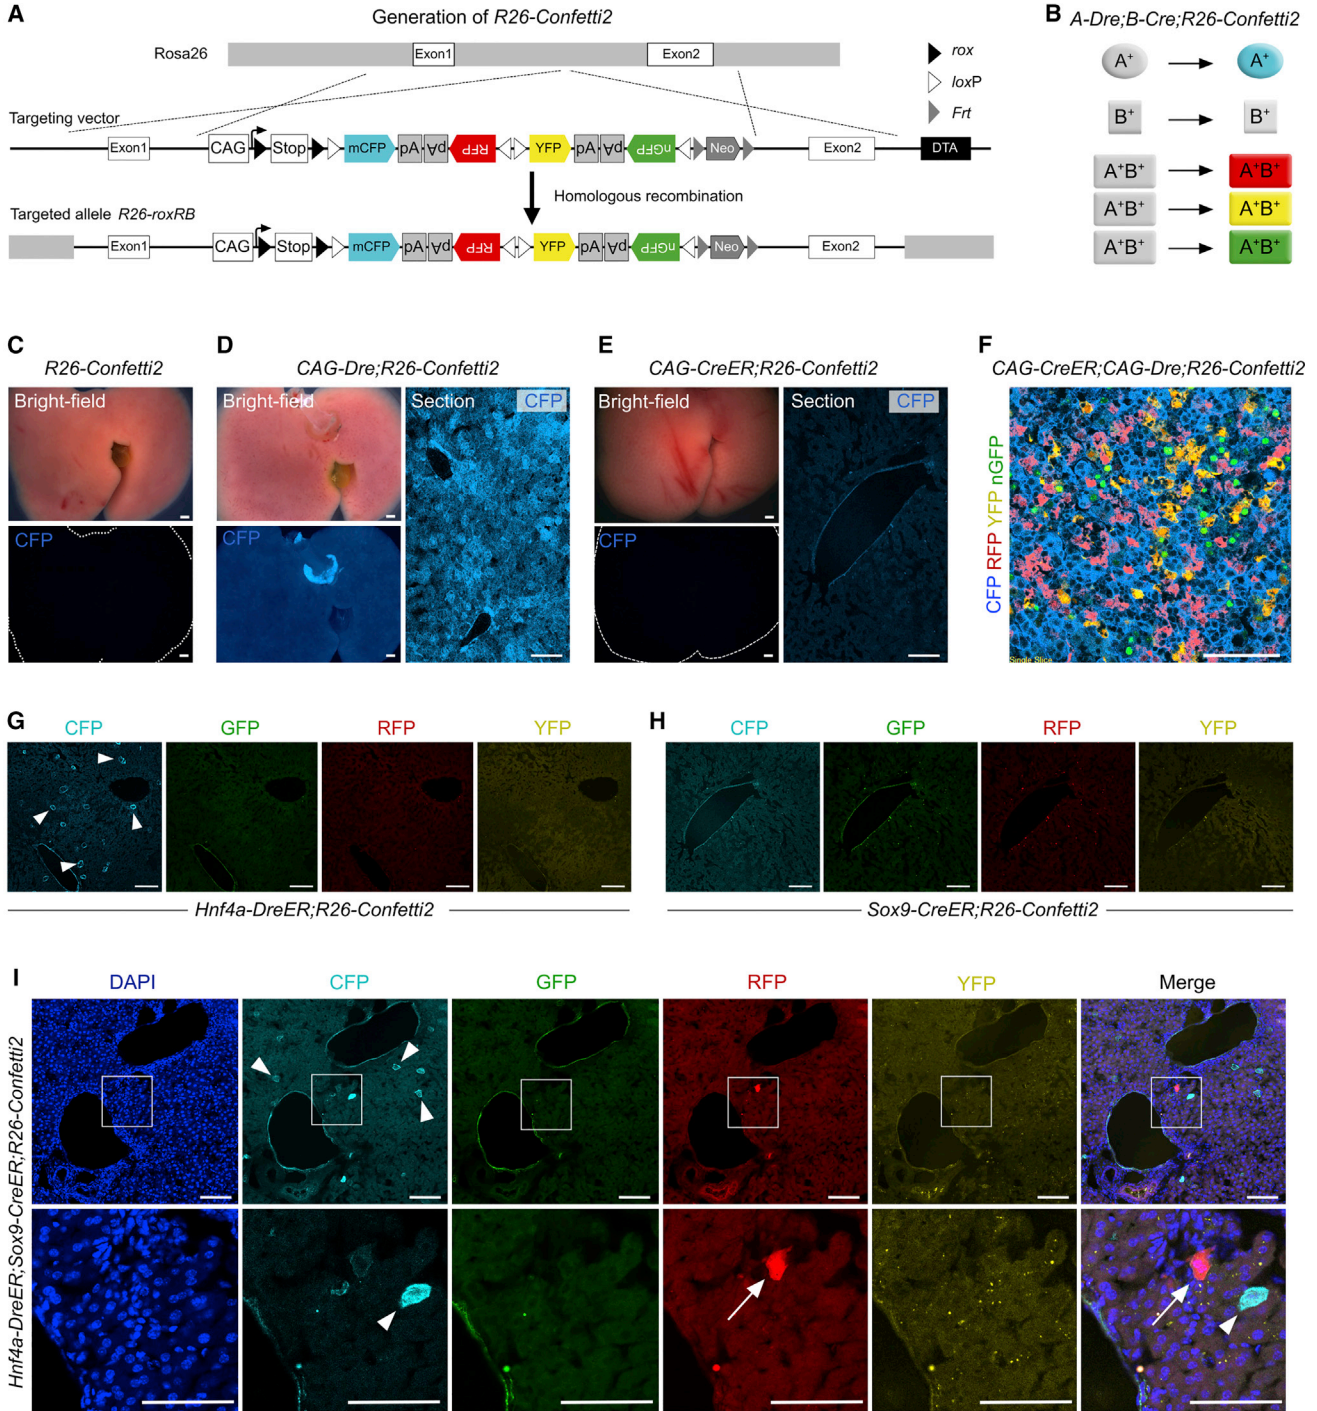 A
Generation of R26-Confetti2
Rosa26
Exon1
Exon2
rox
loxP
Frt
Targeting vector
Exon1
CAG
Stop
mCFP
pA
pA
RFP
YFP
pA
pA
nGFP
Neo
Exon2
DTA
Homologous recombination
Targeted allele R26-roxRB
Exon1
CAG
Stop
mCFP
pA
pA
RFP
YFP
pA
pA
nGFP
Neo
Exon2
B
A-Dre;B-Cre;R26-Confetti2
A+
A+
B+
B+
A+B+
A+B+
A+B+
A+B+
A+B+
A+B+
C
R26-Confetti2
Bright-field
CFP
D
CAG-Dre;R26-Confetti2
Bright-field
CFP
Section
CFP
E
CAG-CreER;R26-Confetti2
Bright-field
CFP
Section
CFP
F
CAG-CreER;CAG-Dre;R26-Confetti2
CFP RFP YFP nGFP
Single Slice
G
CFP
GFP
RFP
YFP
Hnf4a-DreER;R26-Confetti2
H
CFP
GFP
RFP
YFP
Sox9-CreER;R26-Confetti2
I
DAPI
CFP
GFP
RFP
YFP
Merge
Hnf4a-DreER;Sox9-CreER;R26-Confetti2